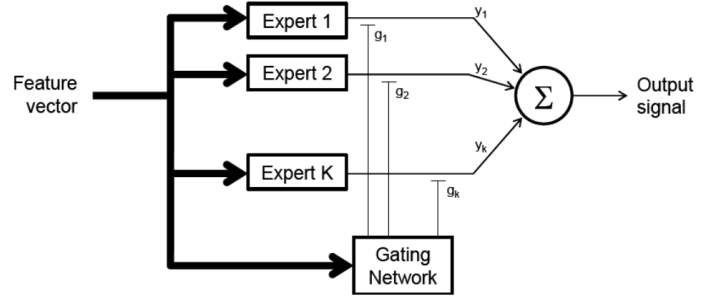 Expert 1
y1
g1
Expert 2
y2
g2
Feature
vector
Σ
Output
signal
Expert K
yk
gk
Gating
Network